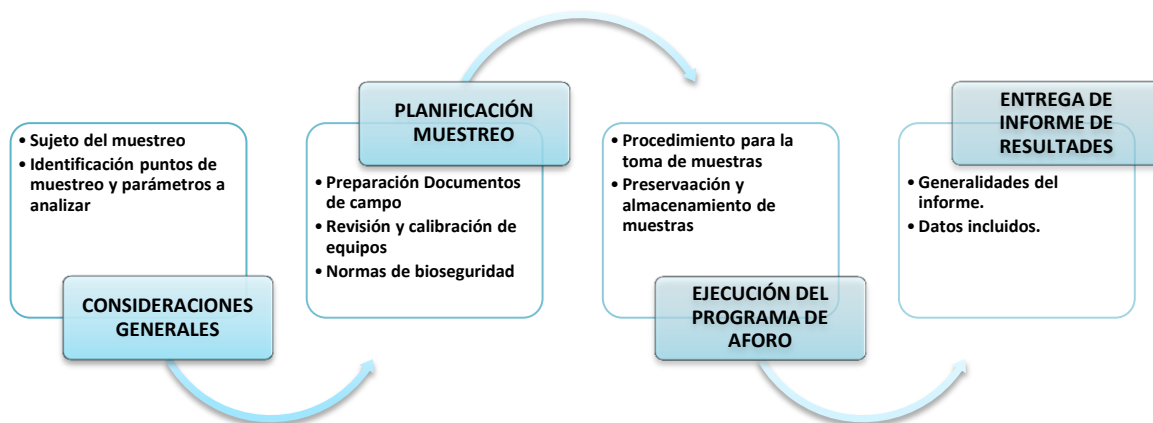 • Sujeto del muestreo
• Identificación puntos de
muestreo y parámetros a
analizar
CONSIDERACIONES
GENERALES
PLANIFICACIÓN
MUESTREO
• Preparación Documentos
de campo
• Revisión y calibración de
equipos
• Normas de bioseguridad
• Procedimiento para la
toma de muestras
• Preservaación y
almacenamiento de
muestras
EJECUCIÓN DEL
PROGRAMA DE
AFORO
ENTREGA DE
INFORME DE
RESULTADES
• Generalidades del
informe.
• Datos incluidos.